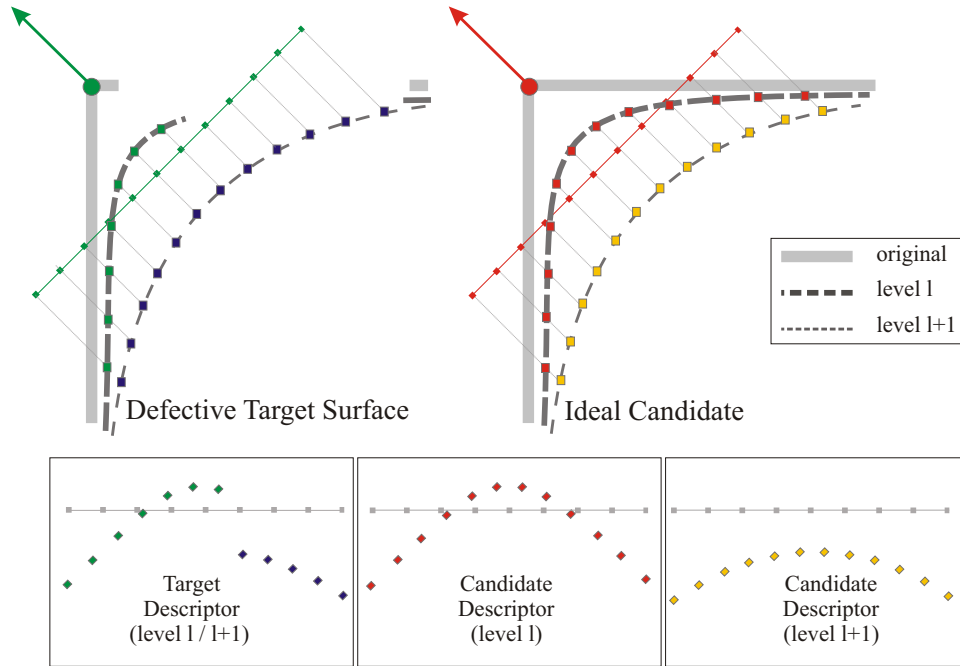 original
level l
level l+1
Defective Target Surface
Ideal Candidate
Target
Descriptor
(level l / l+1)
Candidate
Descriptor
(level l)
Candidate
Descriptor
(level l+1)